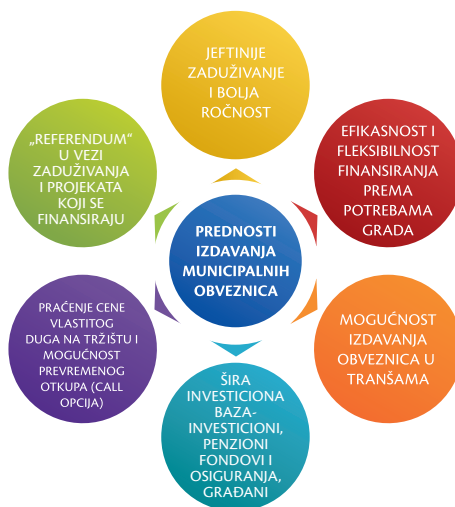 JEFTINIJE
ZADUŽIVANJE
I BOLJA
ROČNOST
EFIKASNOST I
FLEKSIBILNOST
FINANSIRANJA
PREMA
POTREBAMA
GRADA
MOGUĆNOST
IZDAVANJA
OBVEZNICA U
TRANŠAMA
ŠIRA
INVESTICIONA
BAZA-
INVESTICIONI,
PENZIONI
FONDOVI I
OSIGURANJA,
GRAĐANI
PRAĆENJE CENE
VLASTITOG
DUGA NA TRŽIŠTU I
MOGUĆNOST
PREVREMENOG
OTKUPA (CALL
OPCIJA)
„REFERENDUM“
U VEZI
ZADUŽIVANJA
I PROJEKATA
KOJI SE
FINANSIRAJU
PREDNOSTI
IZDAVANJA
MUNICIPALNIH
OBVEZNICA